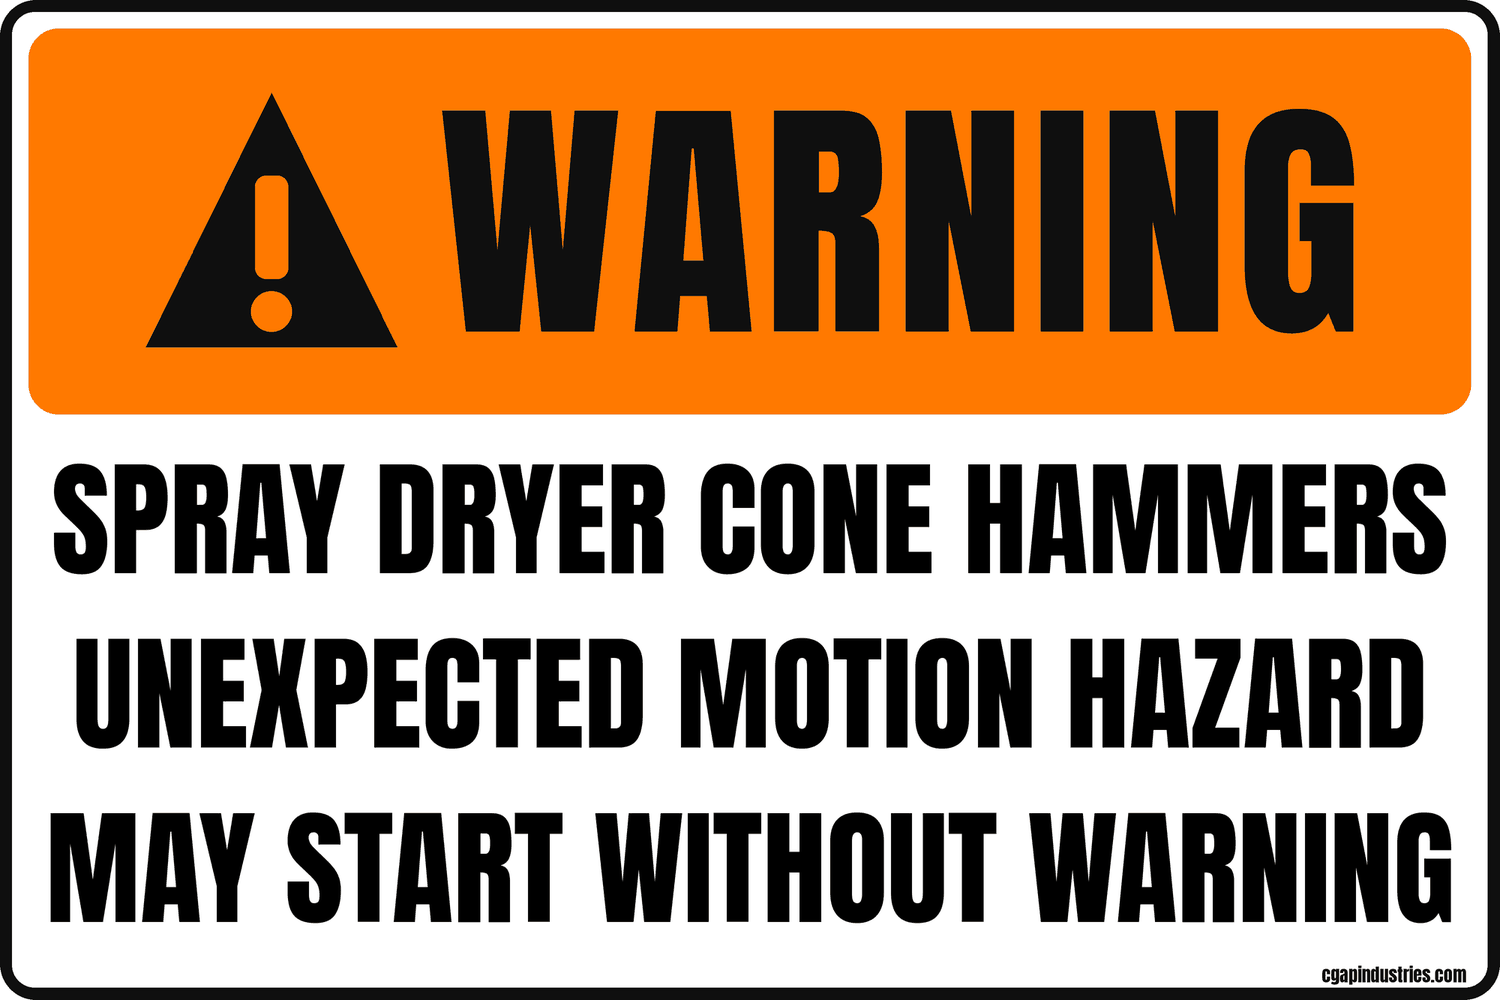 WARNING
SPRAY DRYER CONE HAMMERS
UNEXPECTED MOTION HAZARD
MAY START WITHOUT WARNING
cgapindustries.com